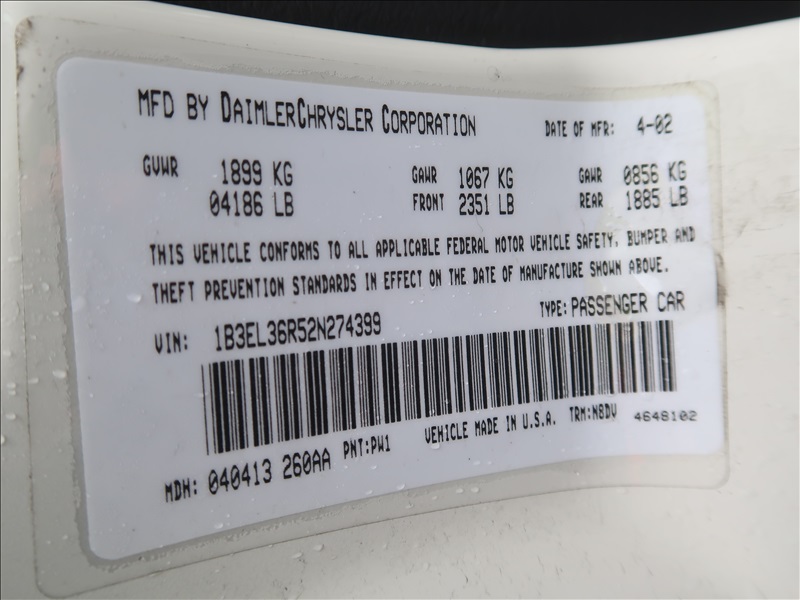 MFD BY DAIMLERCHRYSLER CORPORATION DATE OF MFR: 4-02
GVWR 1899 KG GAWR 1067 KG GAWR 0856 KG
04186 LB FRONT 2351 LB REAR 1885 LB
THIS VEHICLE CONFORMS TO ALL APPLICABLE FEDERAL MOTOR VEHICLE SAFETY, BUMPER AND
THEFT PREVENTION STANDARDS IN EFFECT ON THE DATE OF MANUFACTURE SHOWN ABOVE.
VIN: 1B3EL36R52N274399 TYPE: PASSENGER CAR
MDH: 040413 260AA PNT:PW1 VEHICLE MADE IN U.S.A. TRM:N8DV 4648102